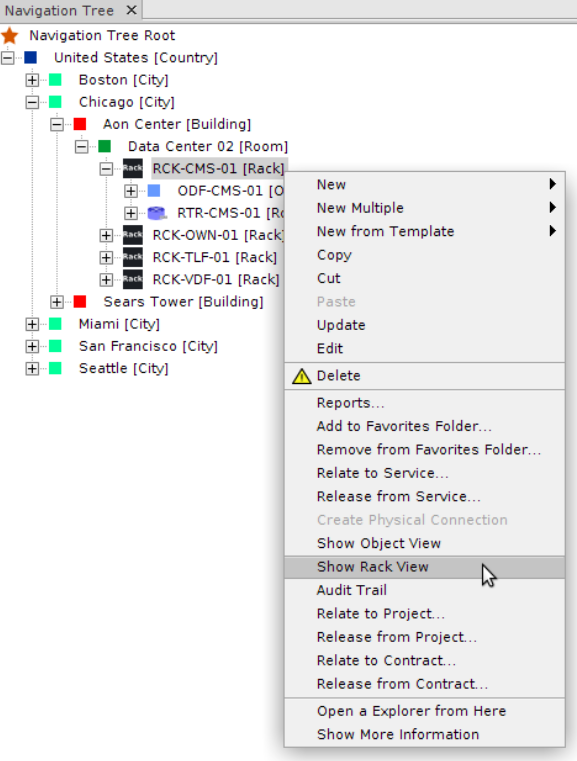 Navigation Tree
Navigation Tree Root
United States [Country]
Boston [City]
Chicago [City]
Aon Center [Building]
Data Center 02 [Room]
Rack RCK-CMS-01 [Rack]
ODF-CMS-01 [O
RTR-CMS-01 [Ro
Rack RCK-OWN-01 [Rack]
Rack RCK-TLF-01 [Rack]
Rack RCK-VDF-01 [Rack]
Sears Tower [Building]
Miami [City]
San Francisco [City]
Seattle [City]
New
New Multiple
New from Template
Copy
Cut
Paste
Update
Edit
Delete
Reports...
Add to Favorites Folder...
Remove from Favorites Folder...
Relate to Service...
Release from Service...
Create Physical Connection
Show Object View
Show Rack View
Audit Trail
Relate to Project...
Release from Project...
Relate to Contract...
Release from Contract...
Open a Explorer from Here
Show More Information